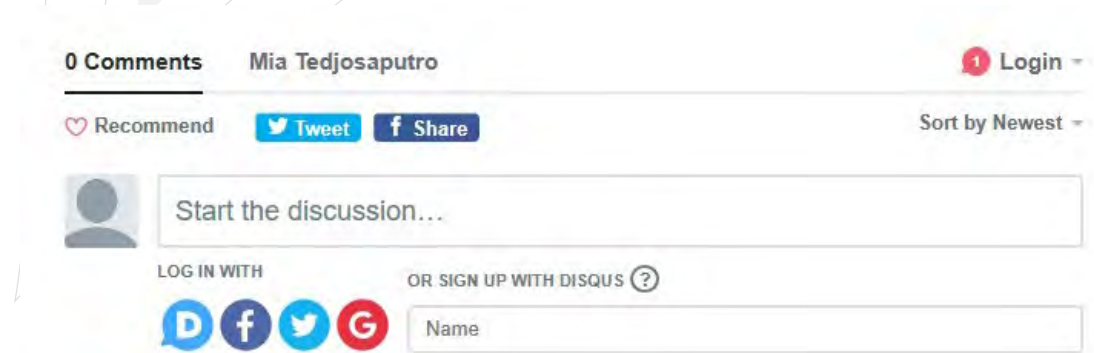 0 Comments Mia Tedjosaputro 1 Login
Recommend Tweet f Share Sort by Newest
Start the discussion...
LOG IN WITH OR SIGN UP WITH DISQUS ?
D f G Name